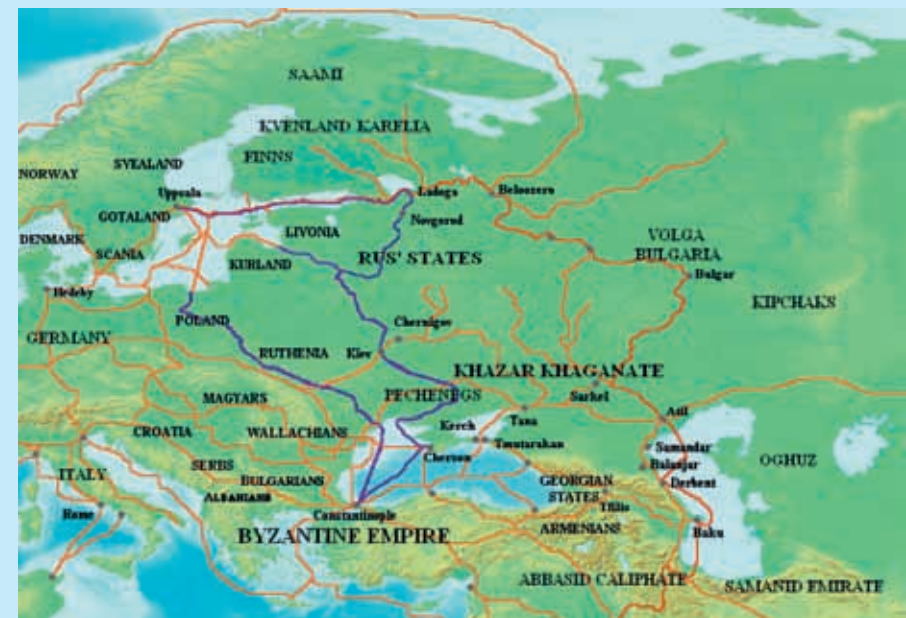 SAAMI
KVENLAND KARELIA
FINNS
SVEALAND
NORWAY
Uppsala
Ladoga
Beloozero
GOTALAND
Novgorod
LIVONIA
DENMARK
SCANIA
VOLGA
BULGARIA
KURLAND
RUS' STATES
Bulgar
Hedeby
KIPCHAKS
POLAND
Chernigov
GERMANY
RUTHENIA
Kiev
KHAZAR KHAGANATE
PECHENEGS
Sarkel
MAGYARS
Atil
Tana
Kerch
CROATIA
WALLACHIANS
Tmutarakan
Samandar
Cherson
Balanjar
OGHUZ
SERBS
ITALY
BULGARIANS
GEORGIAN
STATES
Derbent
ALBANIANS
Rome
Constantinople
Tfilis
BYZANTINE EMPIRE
ARMENIANS
Baku
ABBASID CALIPHATE
SAMANID EMIRATE